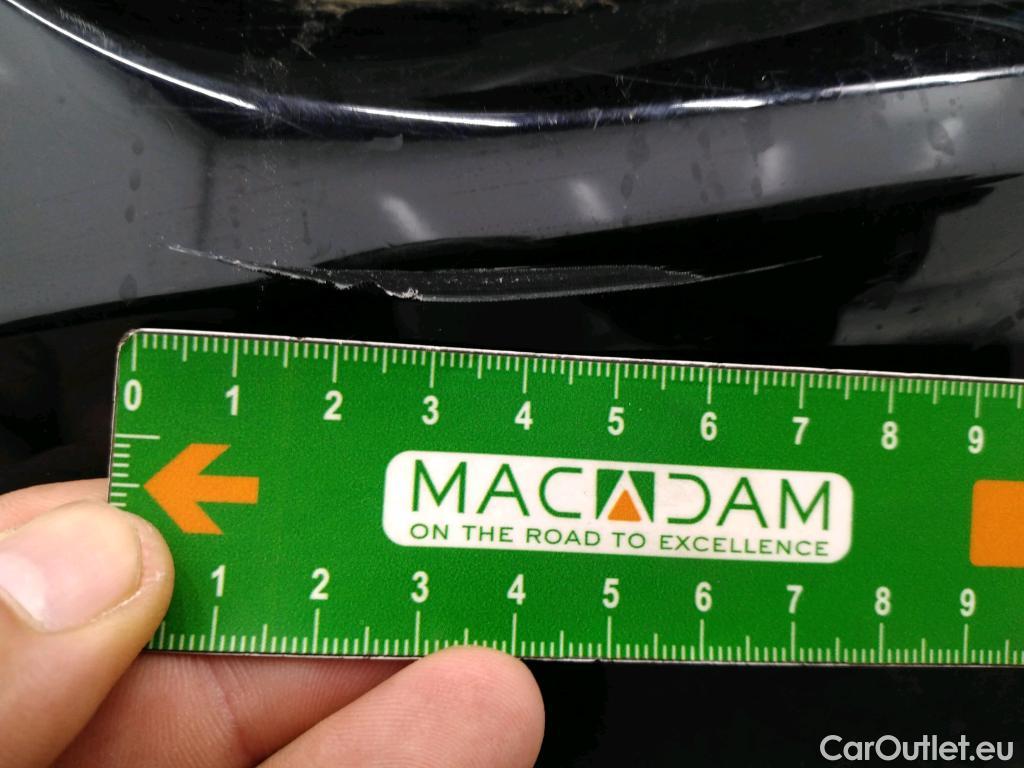 0 1 2 3 4 5 6 7 8 9
MACADAM
ON THE ROAD TO EXCELLENCE
1 2 3 4 5 6 7 8 9
CarOutlet.eu